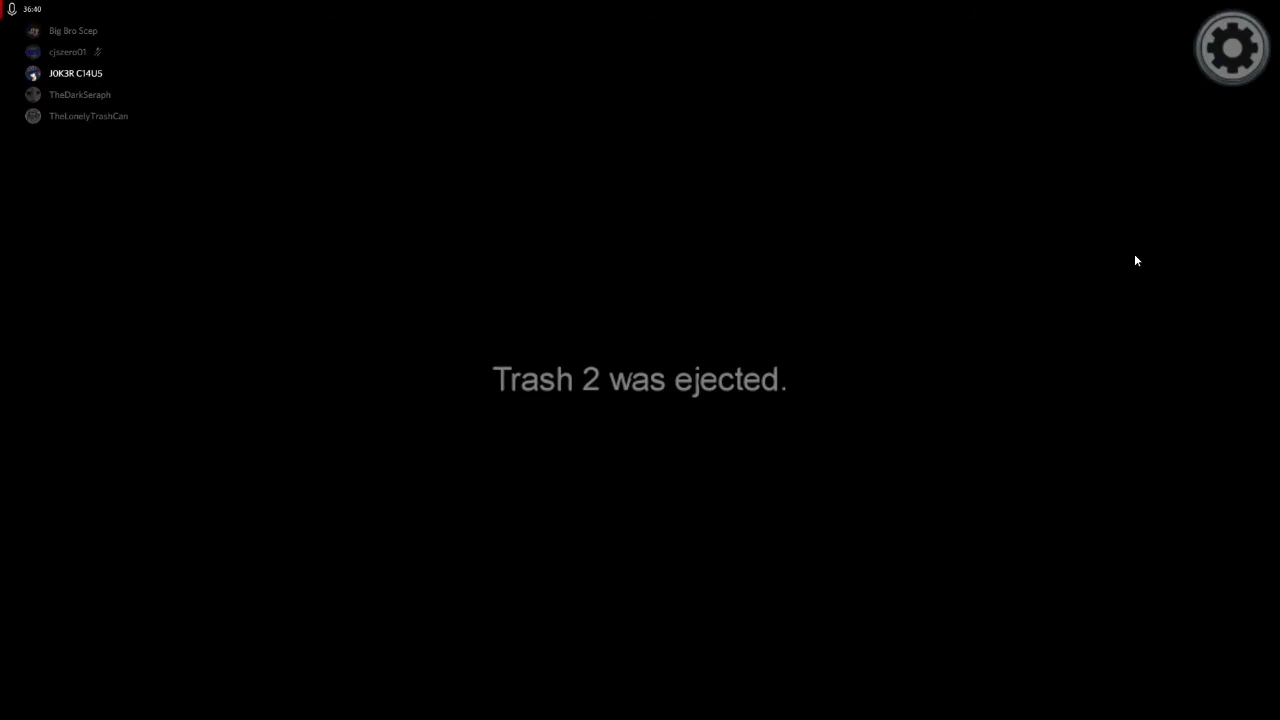 36:40
Big Bro Scep
cjszero01
J0K3R C14U5
TheDarkSeraph
TheLonelyTrashCan
Trash 2 was ejected.